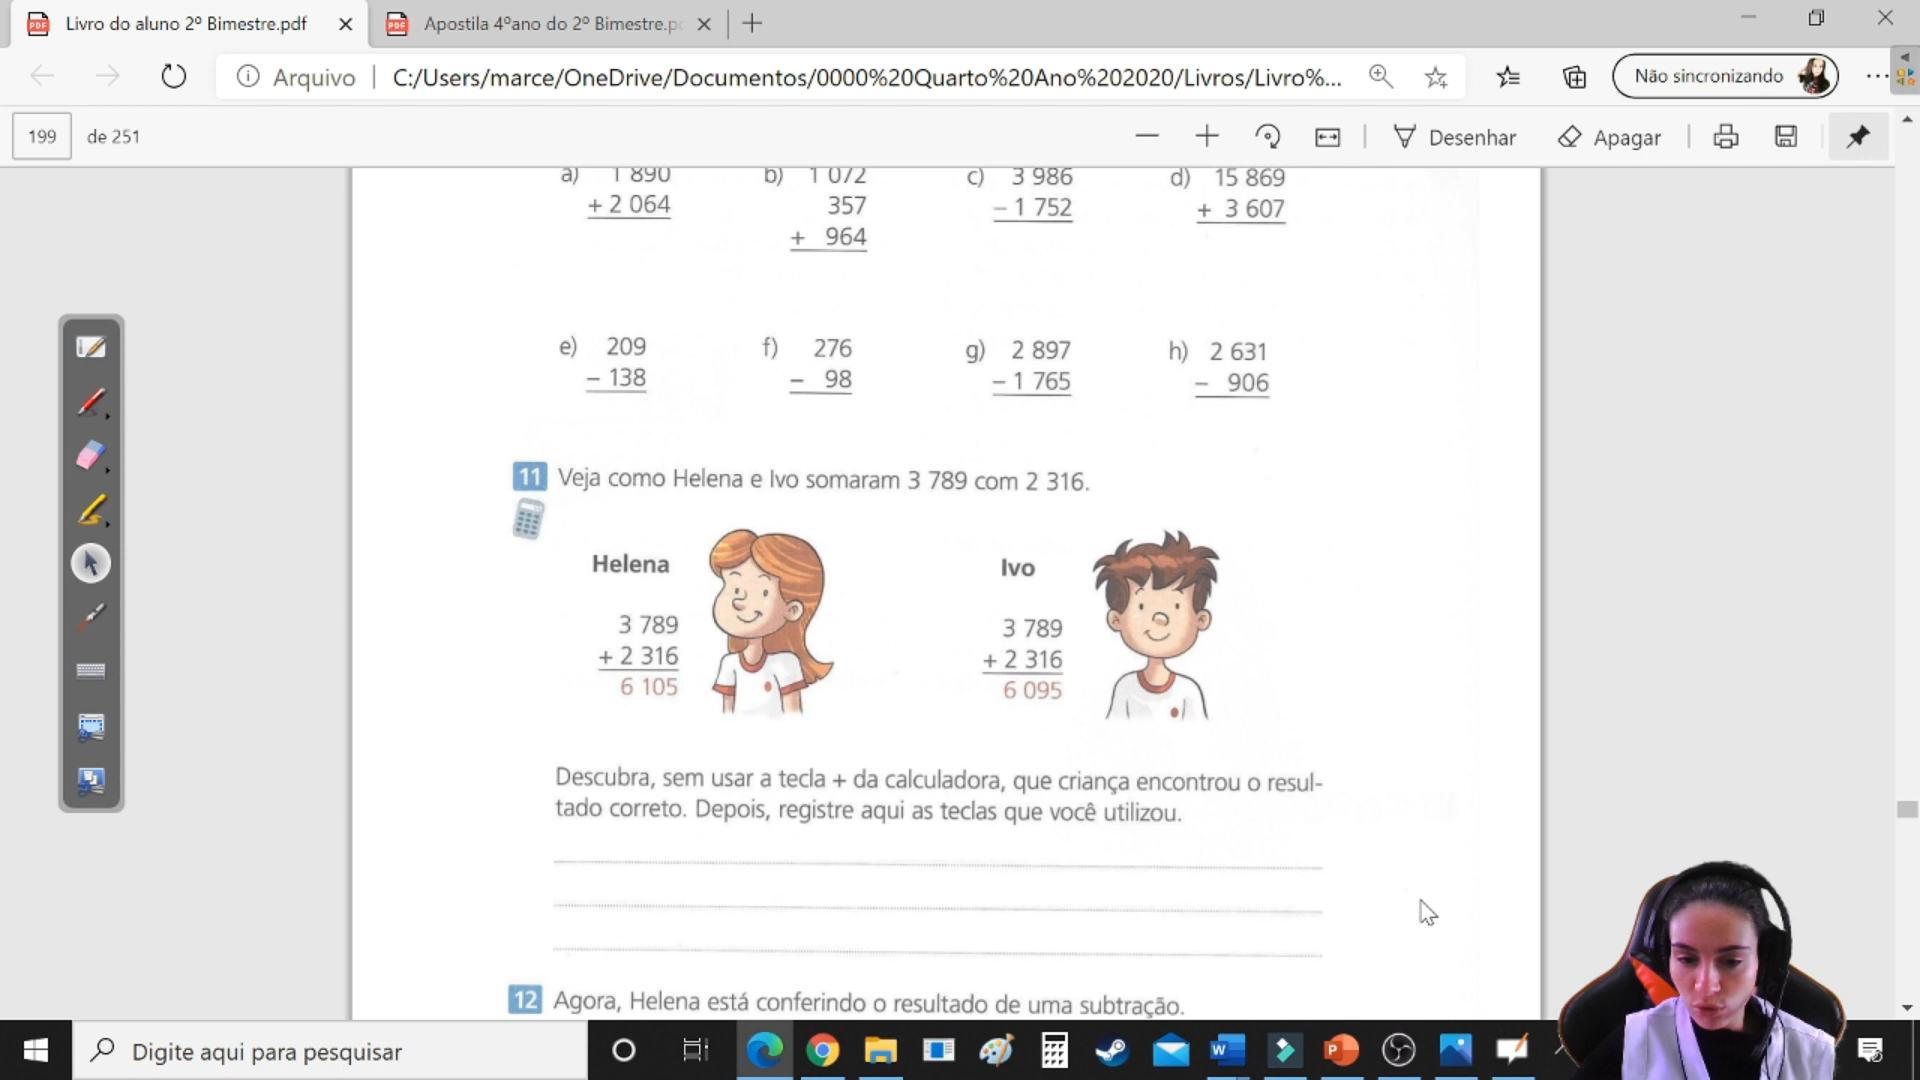 Livro do aluno 2º Bimestre.pdf
Apostila 4ºano do 2º Bimestre.p
Arquivo
C:/Users/marce/OneDrive/Documentos/0000%20Quarto%20Ano%202020/Livros/Livro%...
Não sincronizando
199 de 251
Desenhar
Apagar
a) 1 890
+ 2 064
b) 1 072
357
+ 964
c) 3 986
– 1 752
d) 15 869
+ 3 607
e) 209
– 138
f) 276
– 98
g) 2 897
– 1 765
h) 2 631
– 906
11 Veja como Helena e Ivo somaram 3 789 com 2 316.
Helena
3 789
+ 2 316
6 105
Ivo
3 789
+ 2 316
6 095
Descubra, sem usar a tecla + da calculadora, que criança encontrou o resul-
tado correto. Depois, registre aqui as teclas que você utilizou.
12 Agora, Helena está conferindo o resultado de uma subtração.
Digite aqui para pesquisar